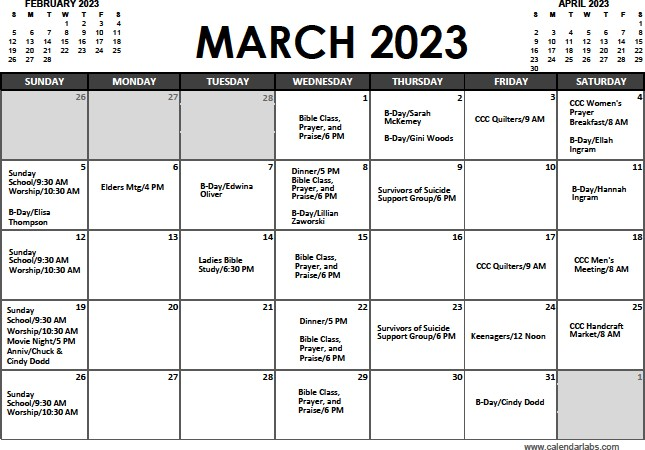 FEBRUARY 2023
S M T W T F S
1 2 3 4
5 6 7 8 9 10 11
12 13 14 15 16 17 18
19 20 21 22 23 24 25
26 27 28
MARCH 2023
APRIL 2023
S M T W T F S
1
2 3 4 5 6 7 8
9 10 11 12 13 14 15
16 17 18 19 20 21 22
23 24 25 26 27 28 29
30
SUNDAY MONDAY TUESDAY WEDNESDAY THURSDAY FRIDAY SATURDAY
26
27
28
1
Bible Class,
Prayer, and
Praise/6 PM
2
B-Day/Sarah
McKemey
B-Day/Gini Woods
3
CCC Quilters/9 AM
4
CCC Women's
Prayer
Breakfast/8 AM
B-Day/Ellah
Ingram
5
Sunday
School/9:30 AM
Worship/10:30 AM
B-Day/Elisa
Thompson
6
Elders Mtg/4 PM
7
B-Day/Edwina
Oliver
8
Dinner/5 PM
Bible Class,
Prayer, and
Praise/6 PM
B-Day/Lillian
Zaworski
9
Survivors of Suicide
Support Group/6 PM
10
11
B-Day/Hannah
Ingram
12
Sunday
School/9:30 AM
Worship/10:30 AM
13
14
Ladies Bible
Study/6:30 PM
15
Bible Class,
Prayer, and
Praise/6 PM
16
17
CCC Quilters/9 AM
18
CCC Men's
Meeting/8 AM
19
Sunday
School/9:30 AM
Worship/10:30 AM
Movie Night/5 PM
Anniv/Chuck &
Cindy Dodd
20
21
22
Dinner/5 PM
Bible Class,
Prayer, and
Praise/6 PM
23
Survivors of Suicide
Support Group/6 PM
24
Keenagers/12 Noon
25
CCC Handcraft
Market/8 AM
26
Sunday
School/9:30 AM
Worship/10:30 AM
27
28
29
Bible Class,
Prayer, and
Praise/6 PM
30
31
B-Day/Cindy Dodd
1
www.calendarlabs.com